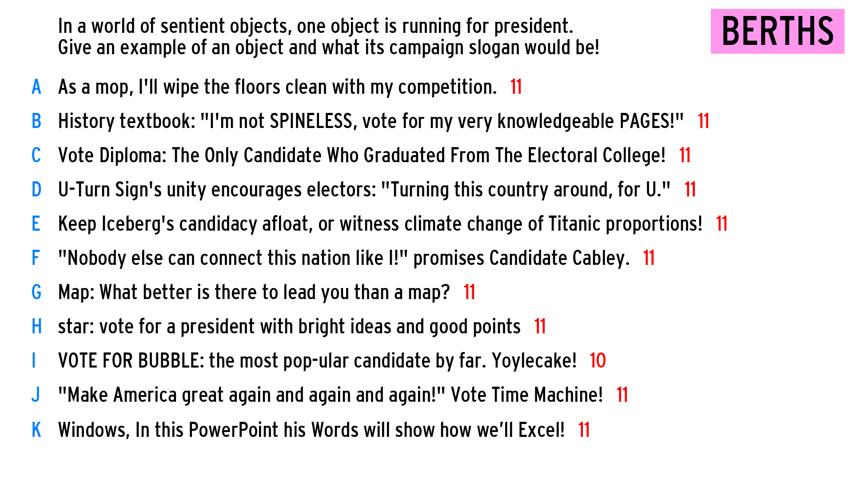 In a world of sentient objects, one object is running for president.
Give an example of an object and what its campaign slogan would be!
BERTHS
A As a mop, I'll wipe the floors clean with my competition. 11
B History textbook: "I'm not SPINELESS, vote for my very knowledgeable PAGES!" 11
C Vote Diploma: The Only Candidate Who Graduated From The Electoral College! 11
D U-Turn Sign's unity encourages electors: "Turning this country around, for U." 11
E Keep Iceberg's candidacy afloat, or witness climate change of Titanic proportions! 11
F "Nobody else can connect this nation like I!" promises Candidate Cabley. 11
G Map: What better is there to lead you than a map? 11
H star: vote for a president with bright ideas and good points 11
I VOTE FOR BUBBLE: the most pop-ular candidate by far. Yoylecake! 10
J "Make America great again and again and again!" Vote Time Machine! 11
K Windows, In this PowerPoint his Words will show how we'll Excel! 11